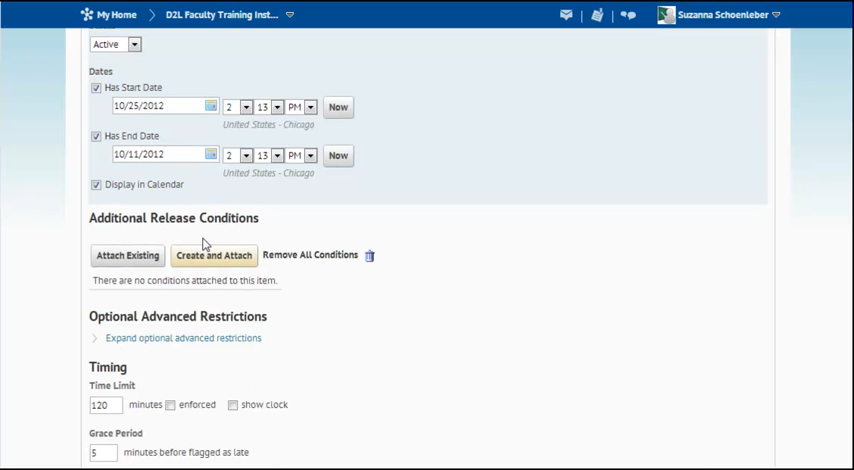 My Home D2L Faculty Training Inst... Suzanna Schoenleber
Active
Dates
Has Start Date
10/25/2012 2 13 PM Now
United States - Chicago
Has End Date
10/11/2012 2 13 PM Now
United States - Chicago
Display in Calendar
Additional Release Conditions
Attach Existing Create and Attach Remove All Conditions
There are no conditions attached to this item.
Optional Advanced Restrictions
Expand optional advanced restrictions
Timing
Time Limit
120 minutes enforced show clock
Grace Period
5 minutes before flagged as late